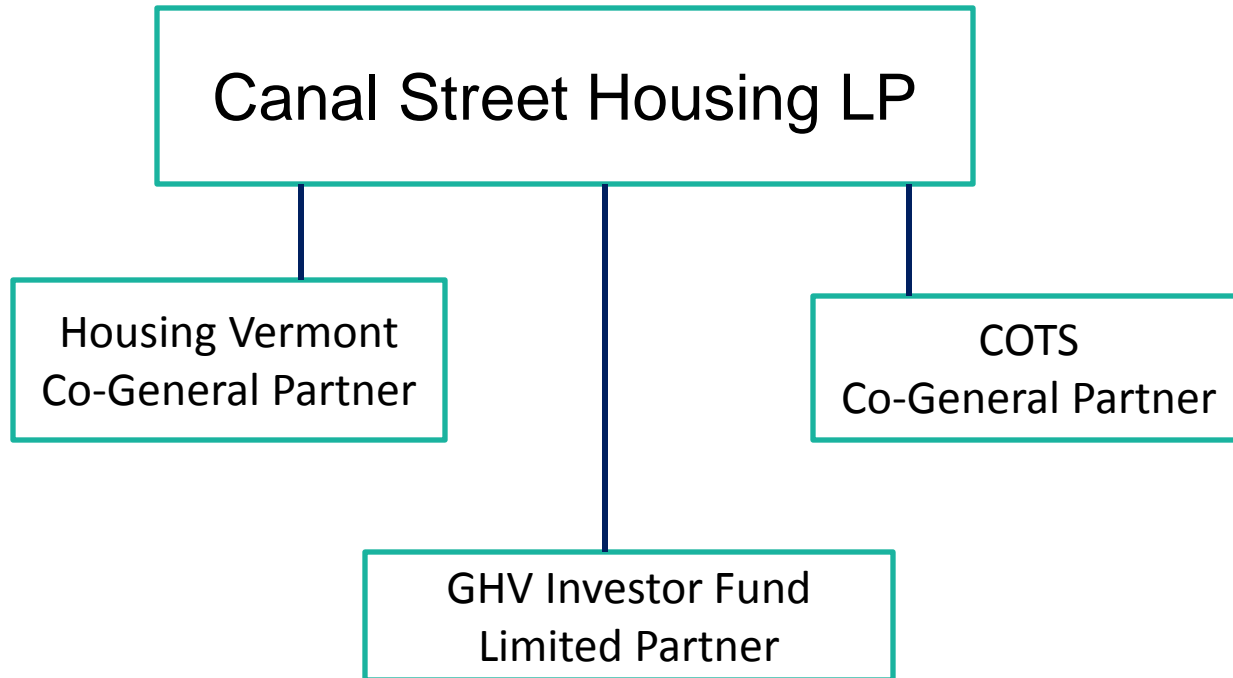 Canal Street Housing LP
Housing Vermont
Co-General Partner
COTS
Co-General Partner
GHV Investor Fund
Limited Partner